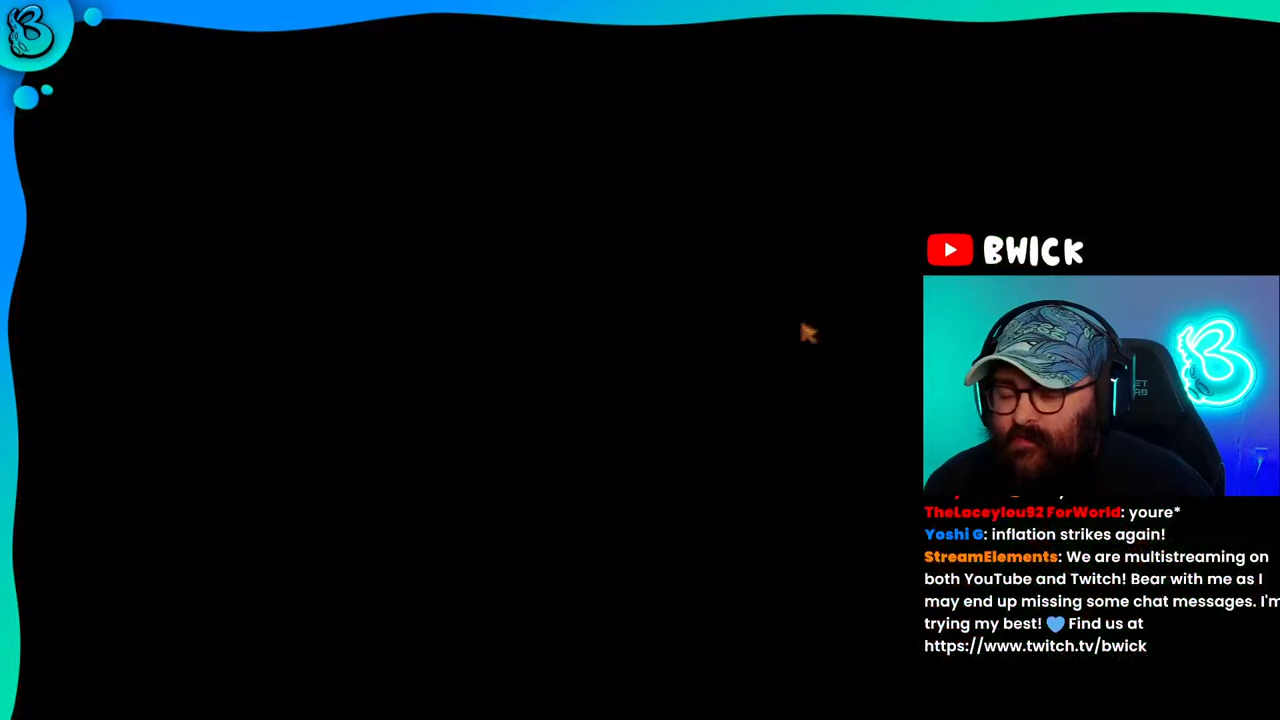 BWICK
TheLaceylou92 ForWorld: youre*
Yoshi G: inflation strikes again!
StreamElements: We are multistreaming on
both YouTube and Twitch! Bear with me as I
may end up missing some chat messages. I'm
trying my best! 💙 Find us at
https://www.twitch.tv/bwick